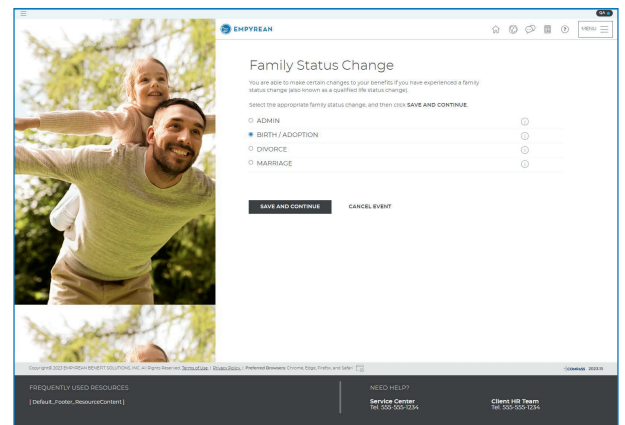 QA
EMPYREAN
MENU
Family Status Change
You are able to make certain changes to your benefits if you have experienced a family
status change (also known as a qualified life status change).
Select the appropriate family status change, and then click SAVE AND CONTINUE.
ADMIN
BIRTH / ADOPTION
DIVORCE
MARRIAGE
SAVE AND CONTINUE CANCEL EVENT
Copyright© 2023 EMPYREAN BENEFIT SOLUTIONS, INC. All Rights Reserved. Terms of Use | Privacy Policy | Preferred Browsers: Chrome, Edge, Firefox, and Safari
COMPASS 2023.15
FREQUENTLY USED RESOURCES
[ Default_Footer_ResourceContent ]
NEED HELP?
Service Center
Tel. 555-555-1234
Client HR Team
Tel. 555-555-1234